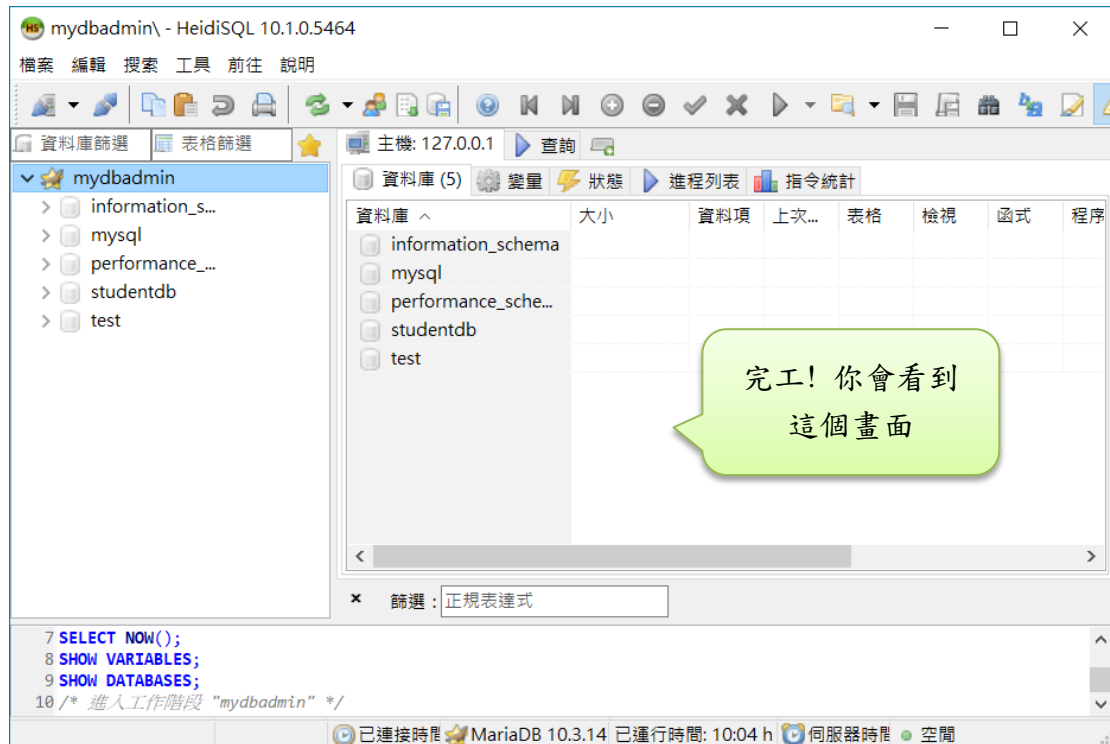 mydbadmin\ - HeidiSQL 10.1.0.5464
檔案 編輯 搜索 工具 前往 說明
資料庫篩選 表格篩選
主機: 127.0.0.1 查詢
mydbadmin
information_s...
mysql
performance_...
studentdb
test
資料庫 (5) 變量 狀態 進程列表 指令統計
資料庫 大小 資料項 上次... 表格 檢視 函式 程序
information_schema
mysql
performance_sche...
studentdb
test
完工! 你會看到
這個畫面
× 篩選 : 正規表達式
7 SELECT NOW();
8 SHOW VARIABLES;
9 SHOW DATABASES;
10 /* 進入工作階段 "mydbadmin" */
已連接時 MariaDB 10.3.14 已運行時間: 10:04 h 伺服器時間 空閒